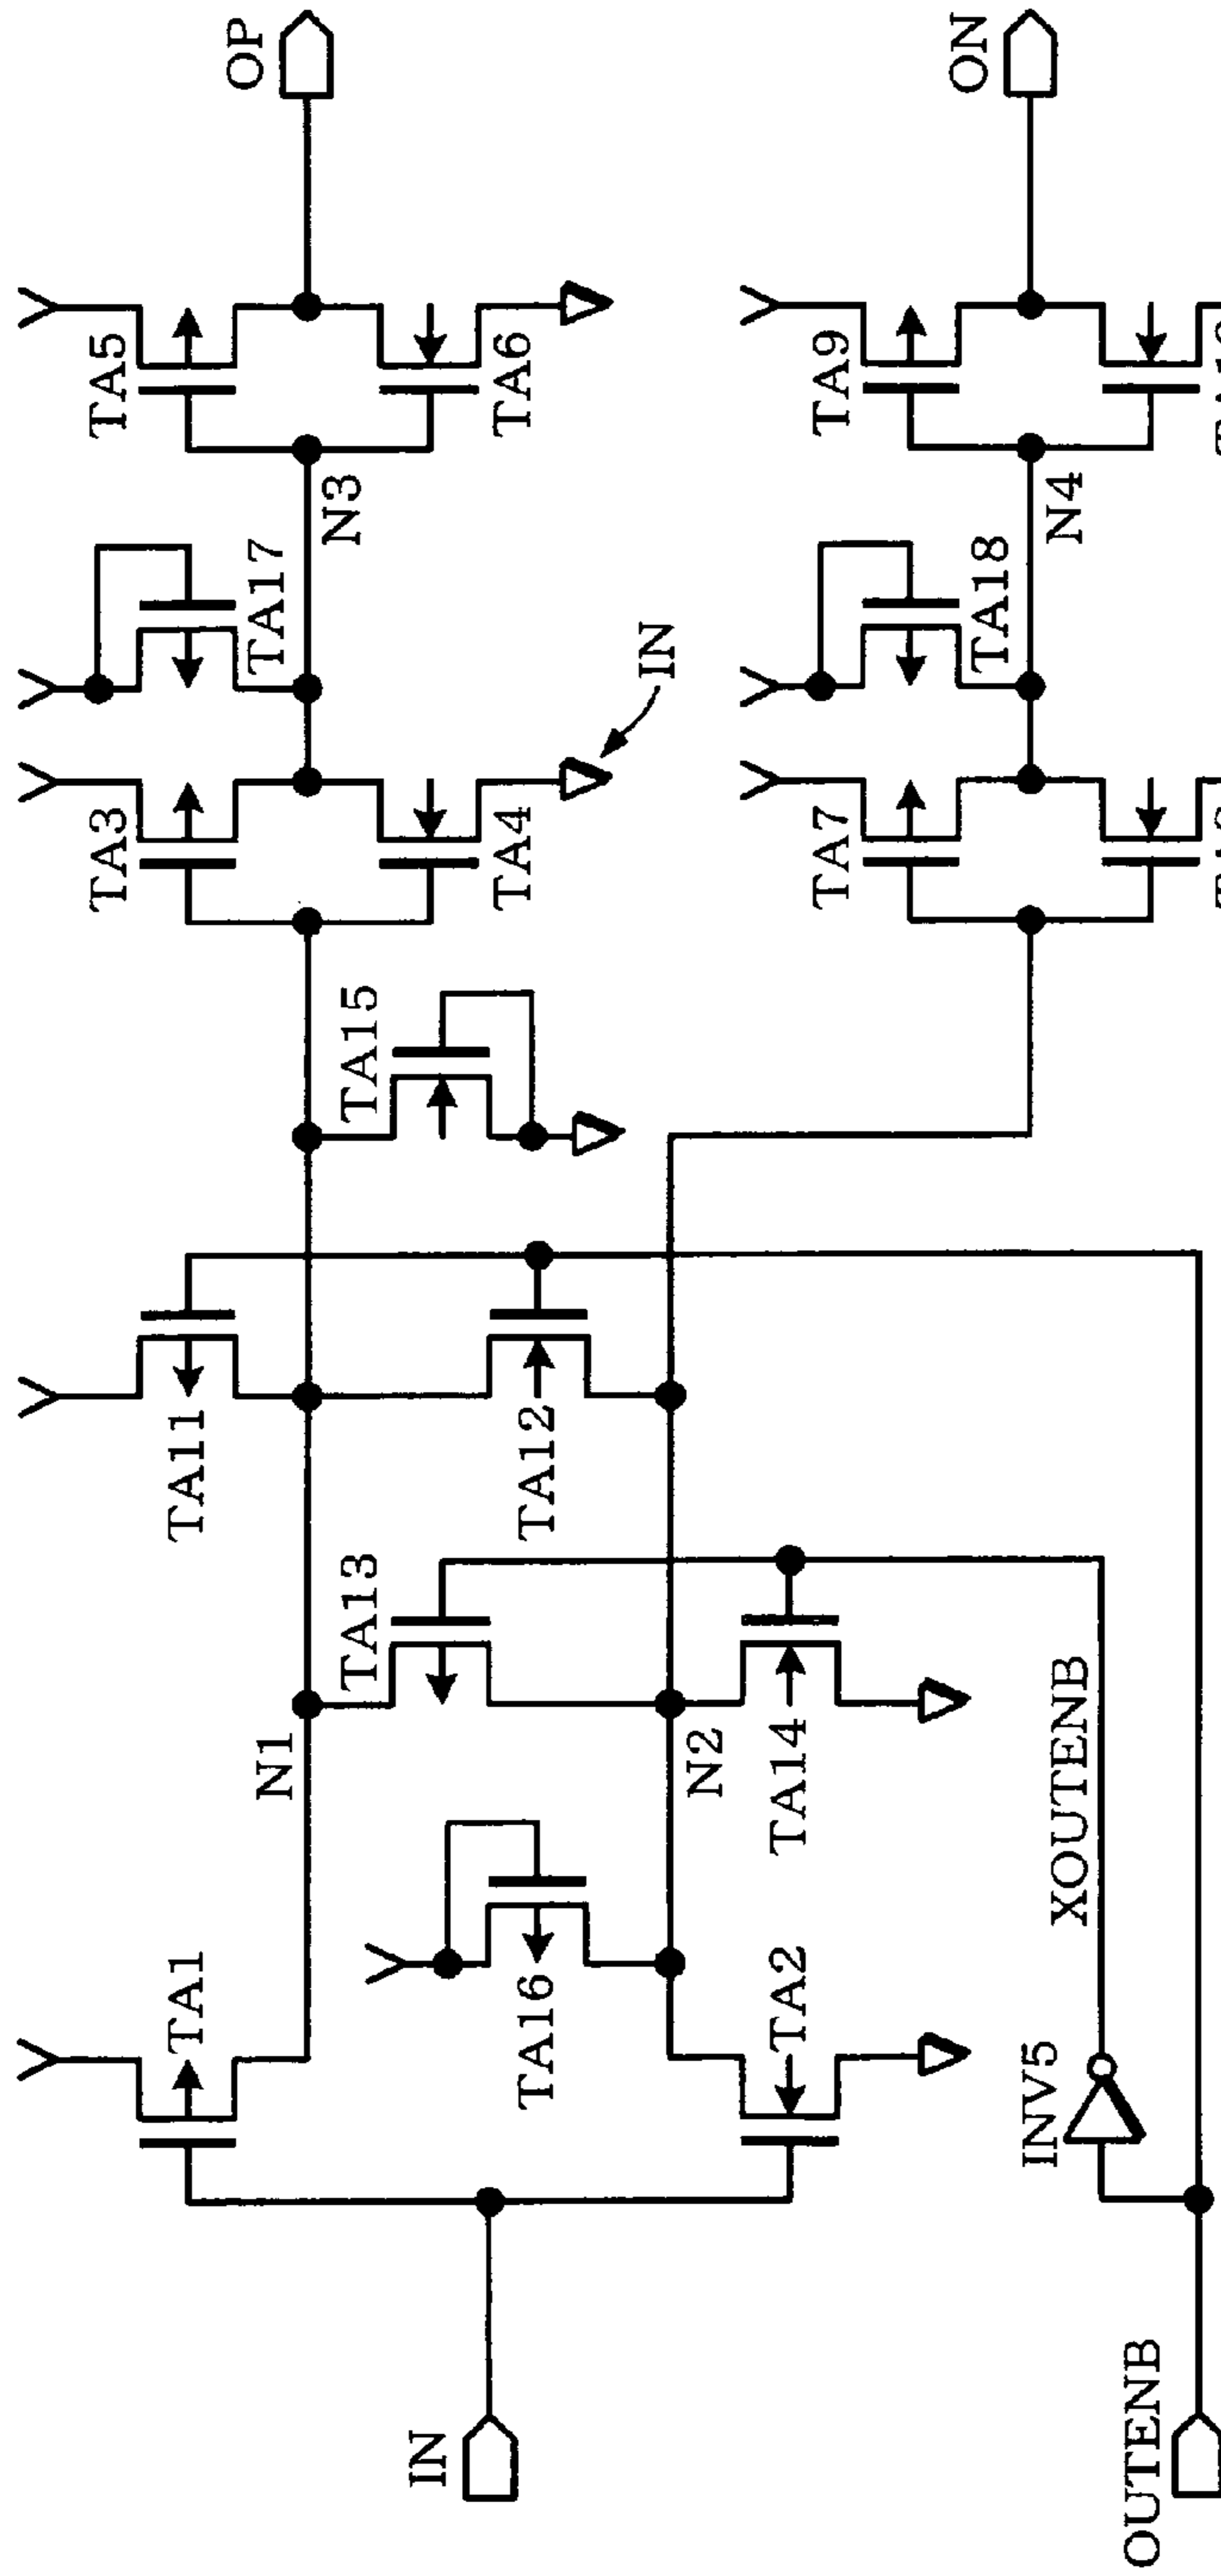 OP
ON
TA5
TA6
TA9
N3
N4
TA17
TA18
IN
TA3
TA4
TA7
TA15
TA11
TA12
TA13
TA14
N1
N2
XOUTENB
TA1
TA16
TA2
INV5
IN
OUTENB